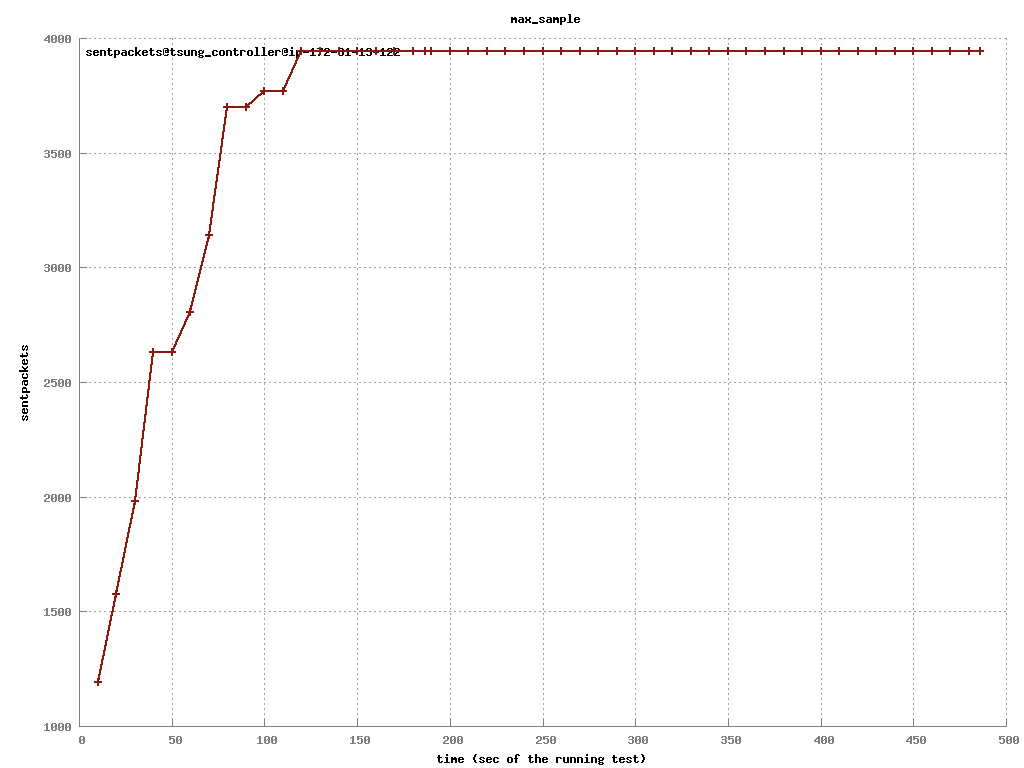 max_sample
4000
sentpackets@tsung_controller@ip-172-31-13-122
3500
3000
2500
2000
1500
1000
sentpackets
0 50 100 150 200 250 300 350 400 450 500
time (sec of the running test)